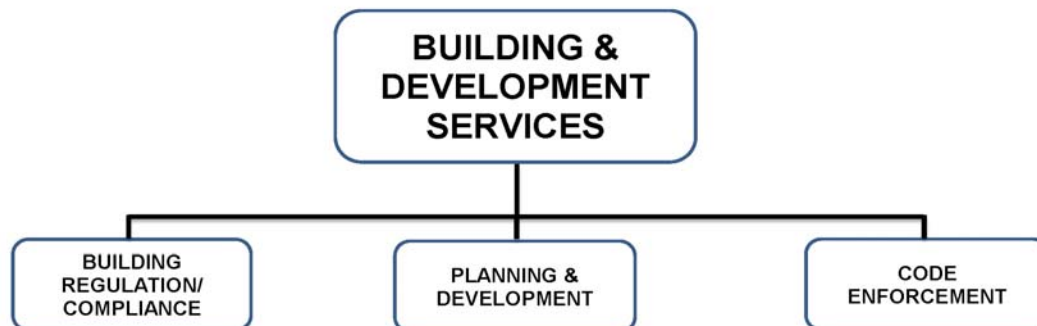 BUILDING &
DEVELOPMENT
SERVICES
BUILDING
REGULATION/
COMPLIANCE
PLANNING &
DEVELOPMENT
CODE
ENFORCEMENT